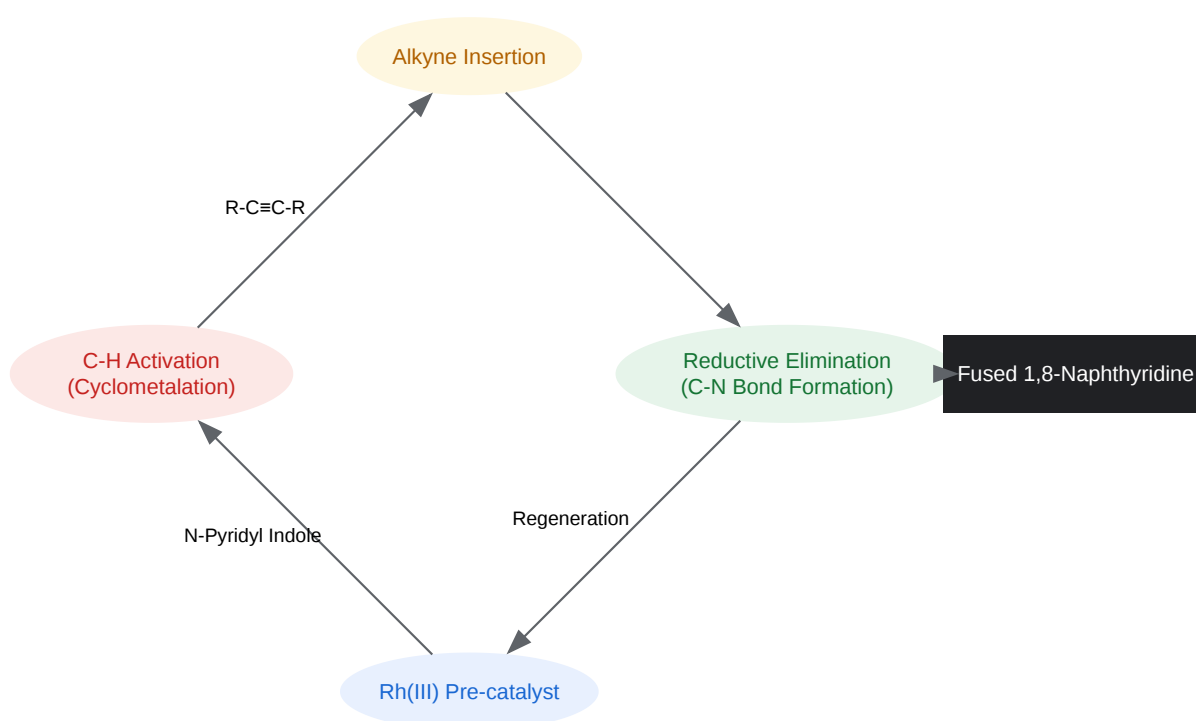 Alkyne Insertion
R-C≡C-R
C-H Activation
(Cyclometalation)
Reductive Elimination
(C-N Bond Formation)
Fused 1,8-Naphthyridine
N-Pyridyl Indole
Regeneration
Rh(III) Pre-catalyst